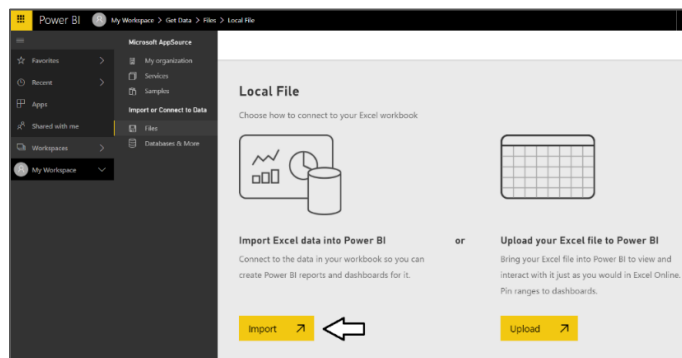 Power BI
My Workspace > Get Data > Files > Local File
Favorites
Recent
Apps
Shared with me
Workspaces
My Workspace
Microsoft AppSource
My organization
Services
Samples
Import or Connect to Data
Files
Databases & More
Local File
Choose how to connect to your Excel workbook
Import Excel data into Power BI
Connect to the data in your workbook so you can
create Power BI reports and dashboards for it.
Import
or
Upload your Excel file to Power BI
Bring your Excel file into Power BI to view and
interact with it just as you would in Excel Online.
Pin ranges to dashboards.
Upload